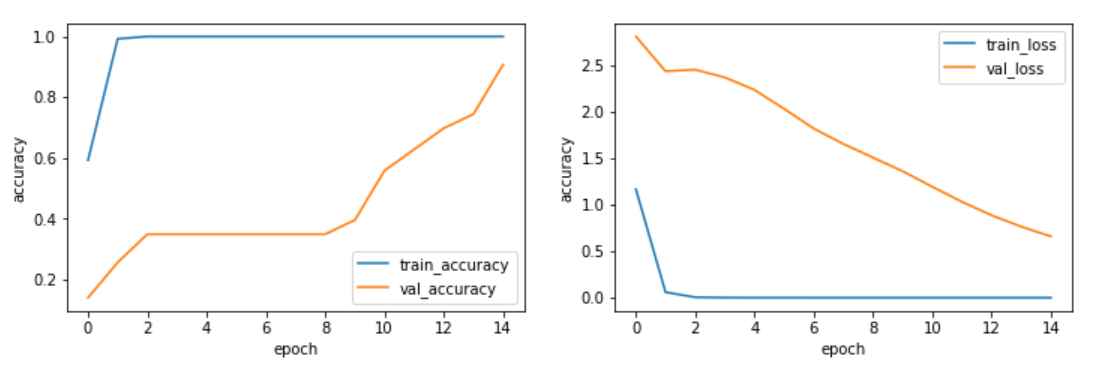 1.0
0.8
0.6
0.4
0.2
accuracy
train_accuracy
val_accuracy
0 2 4 6 8 10 12 14
epoch
2.5
2.0
1.5
1.0
0.5
0.0
accuracy
train_loss
val_loss
0 2 4 6 8 10 12 14
epoch